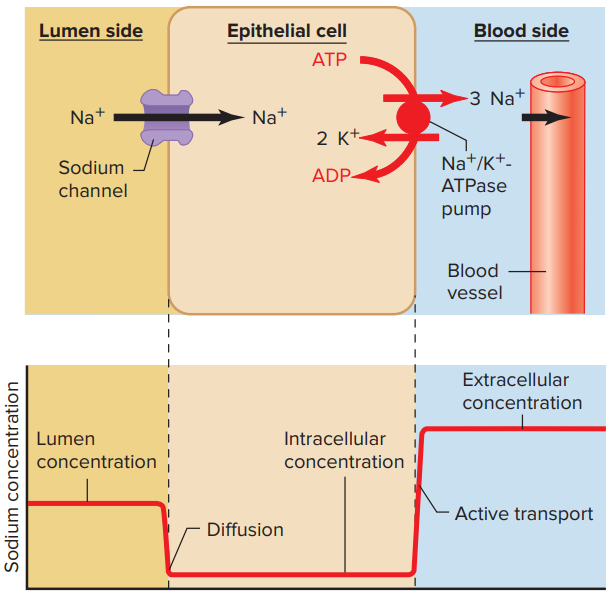 Lumen side
Epithelial cell
Blood side
ATP
3 Na⁺
Na⁺
Na⁺
2 K⁺
Sodium
channel
ADP
Na⁺/K⁺-
ATPase
pump
Blood
vessel
Sodium concentration
Extracellular
concentration
Lumen
concentration
Intracellular
concentration
Active transport
Diffusion